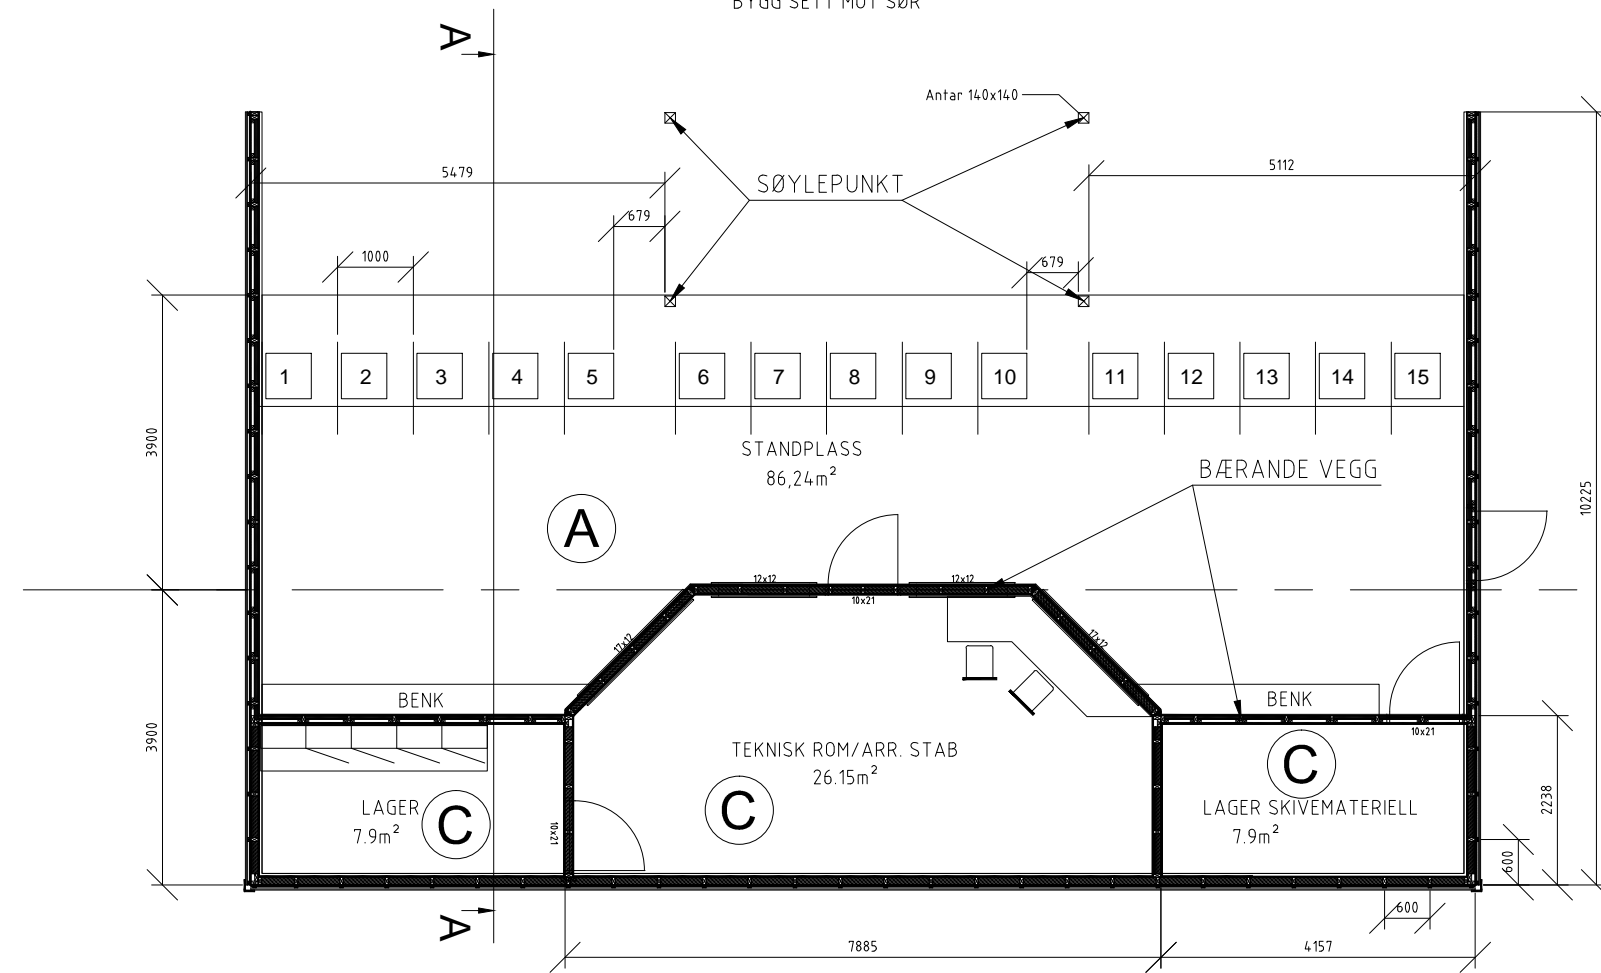 BYGG SETT MOT SØR
A
Antar 140x140
5479
5112
SØYLEPUNKT
679
1000
679
1 2 3 4 5 6 7 8 9 10 11 12 13 14 15
3900
STANDPLASS
86,24m²
BÆRANDE VEGG
10225
A
12x12
12x12
10x21
17x12
17x12
BENK
BENK
10x21
3900
TEKNISK ROM/ARR. STAB
26.15m²
C
2238
LAGER
7.9m²
C
C
LAGER SKIVEMATERIELL
7.9m²
10x21
600
600
A
7885
4157